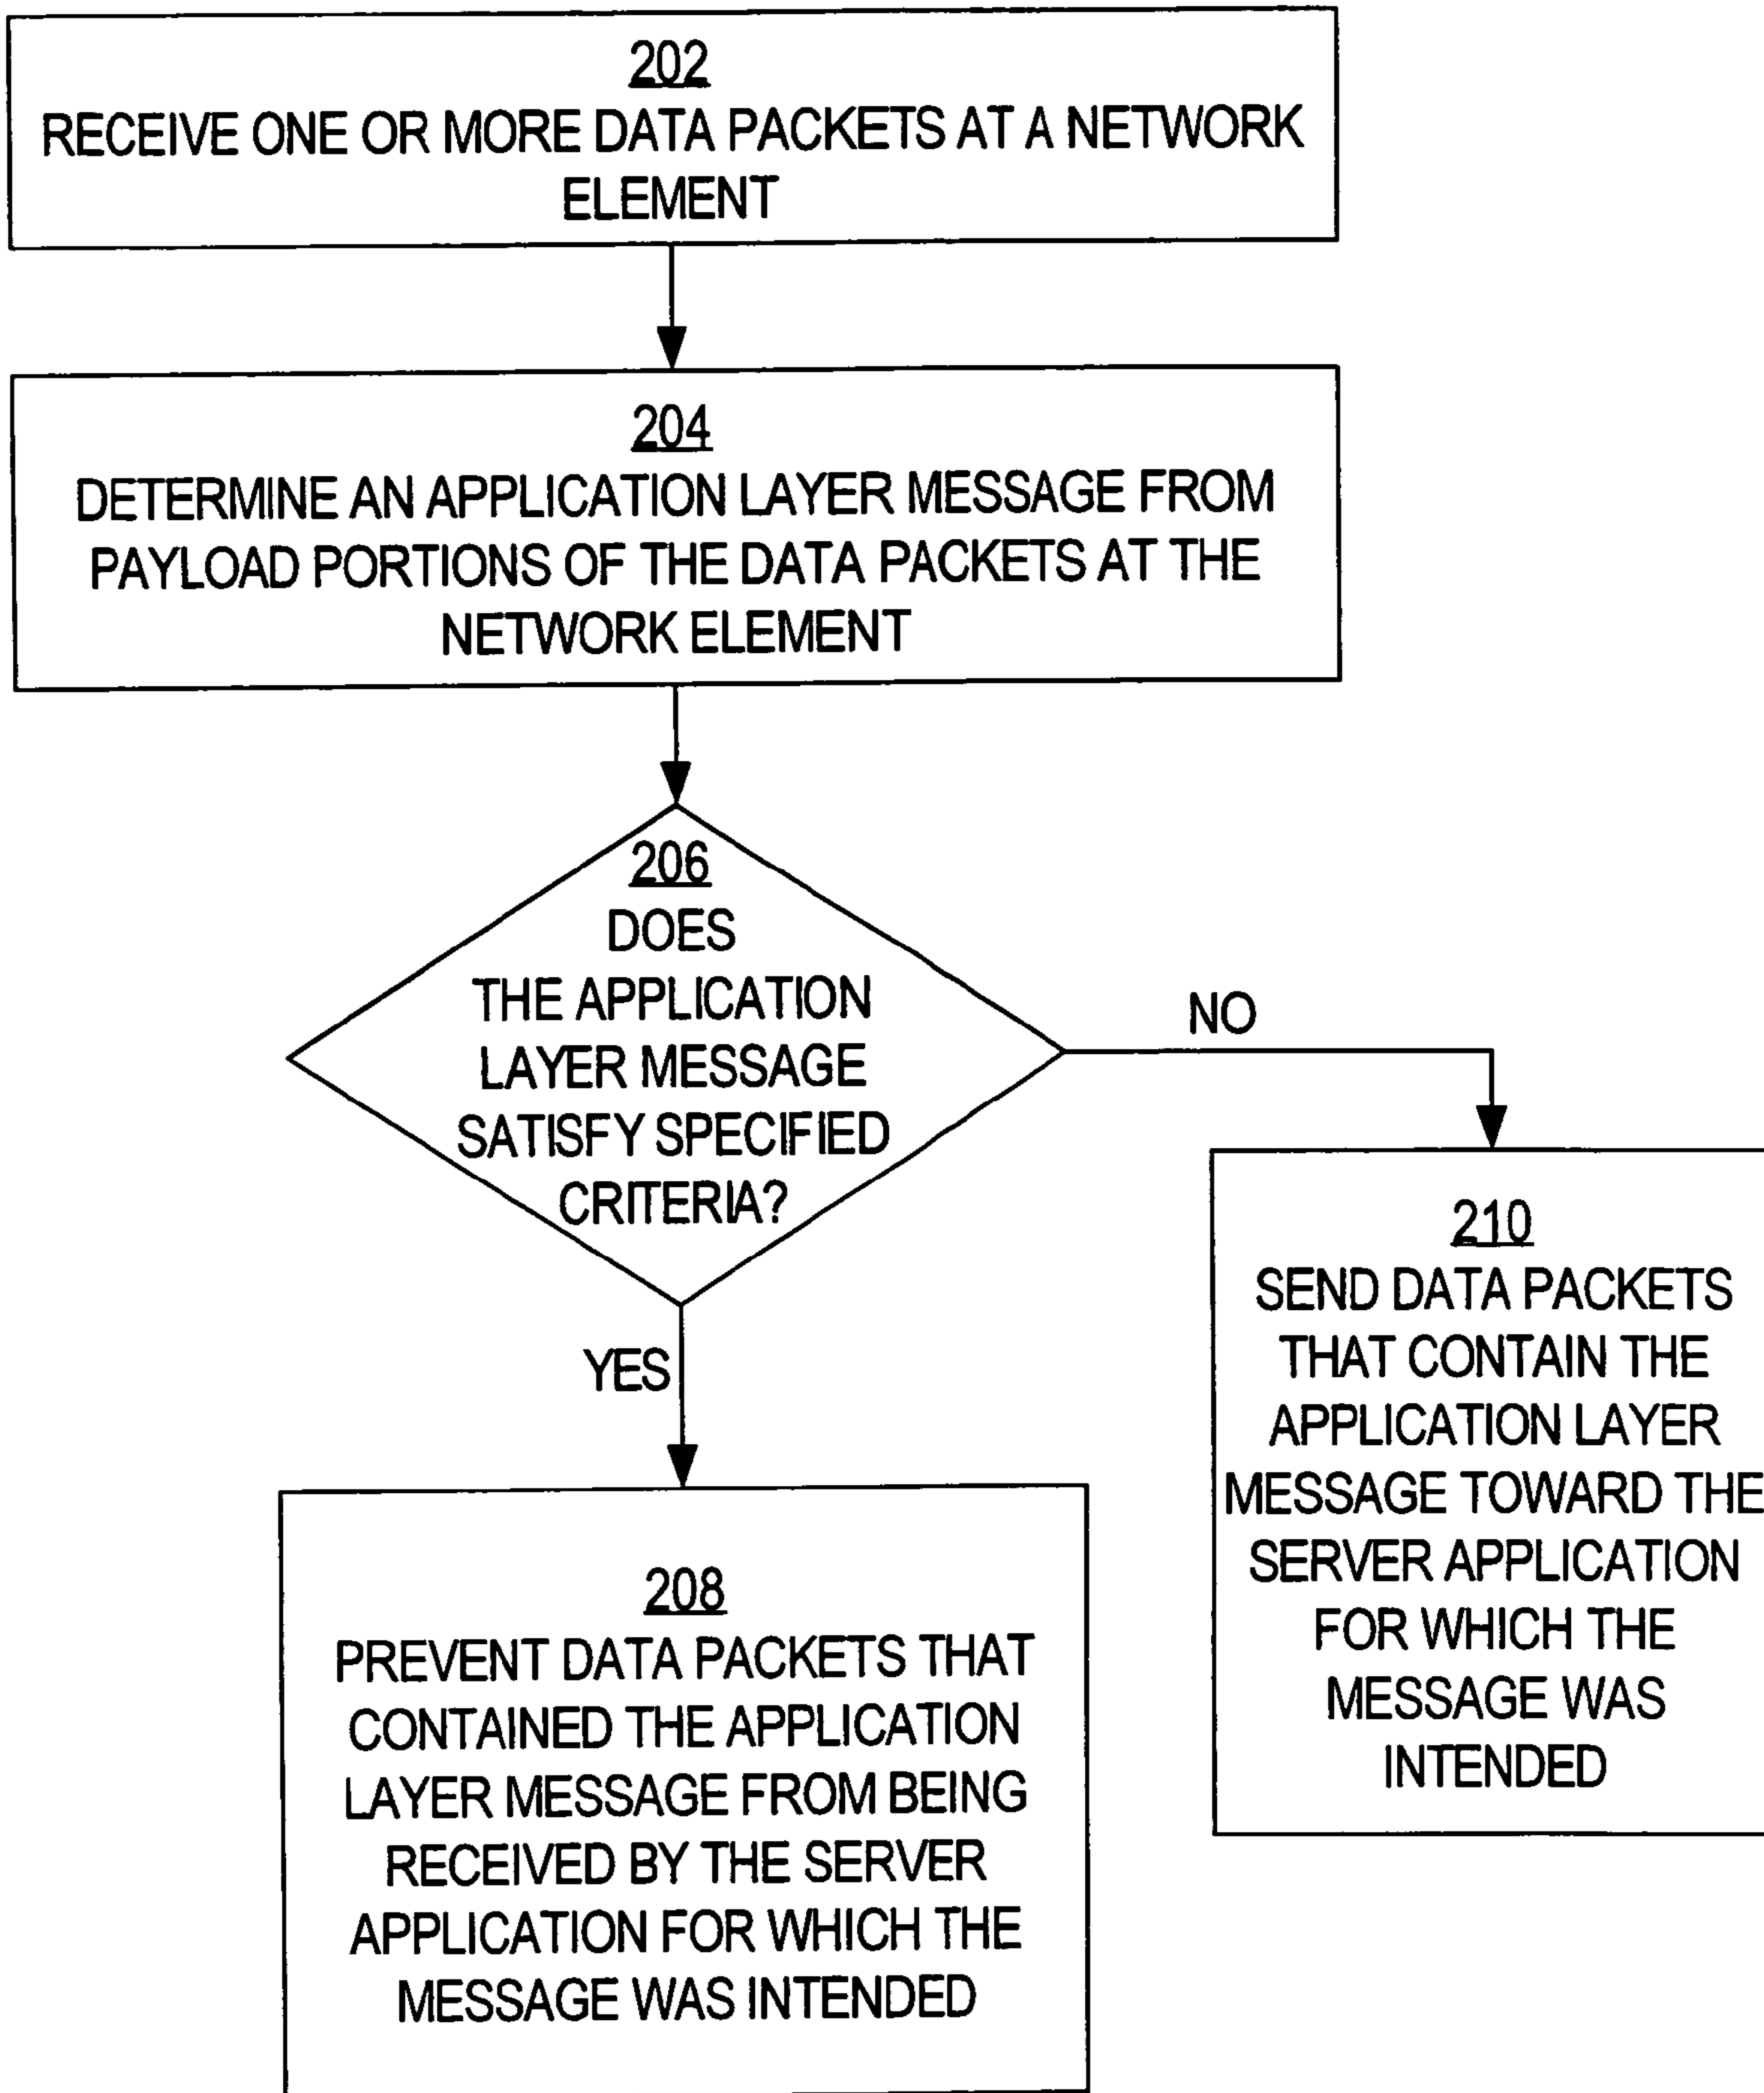 202
RECEIVE ONE OR MORE DATA PACKETS AT A NETWORK
ELEMENT
204
DETERMINE AN APPLICATION LAYER MESSAGE FROM
PAYLOAD PORTIONS OF THE DATA PACKETS AT THE
NETWORK ELEMENT
206
DOES
THE APPLICATION
LAYER MESSAGE
SATISFY SPECIFIED
CRITERIA?
NO
YES
210
SEND DATA PACKETS
THAT CONTAIN THE
APPLICATION LAYER
MESSAGE TOWARD THE
SERVER APPLICATION
FOR WHICH THE
MESSAGE WAS
INTENDED
208
PREVENT DATA PACKETS THAT
CONTAINED THE APPLICATION
LAYER MESSAGE FROM BEING
RECEIVED BY THE SERVER
APPLICATION FOR WHICH THE
MESSAGE WAS INTENDED